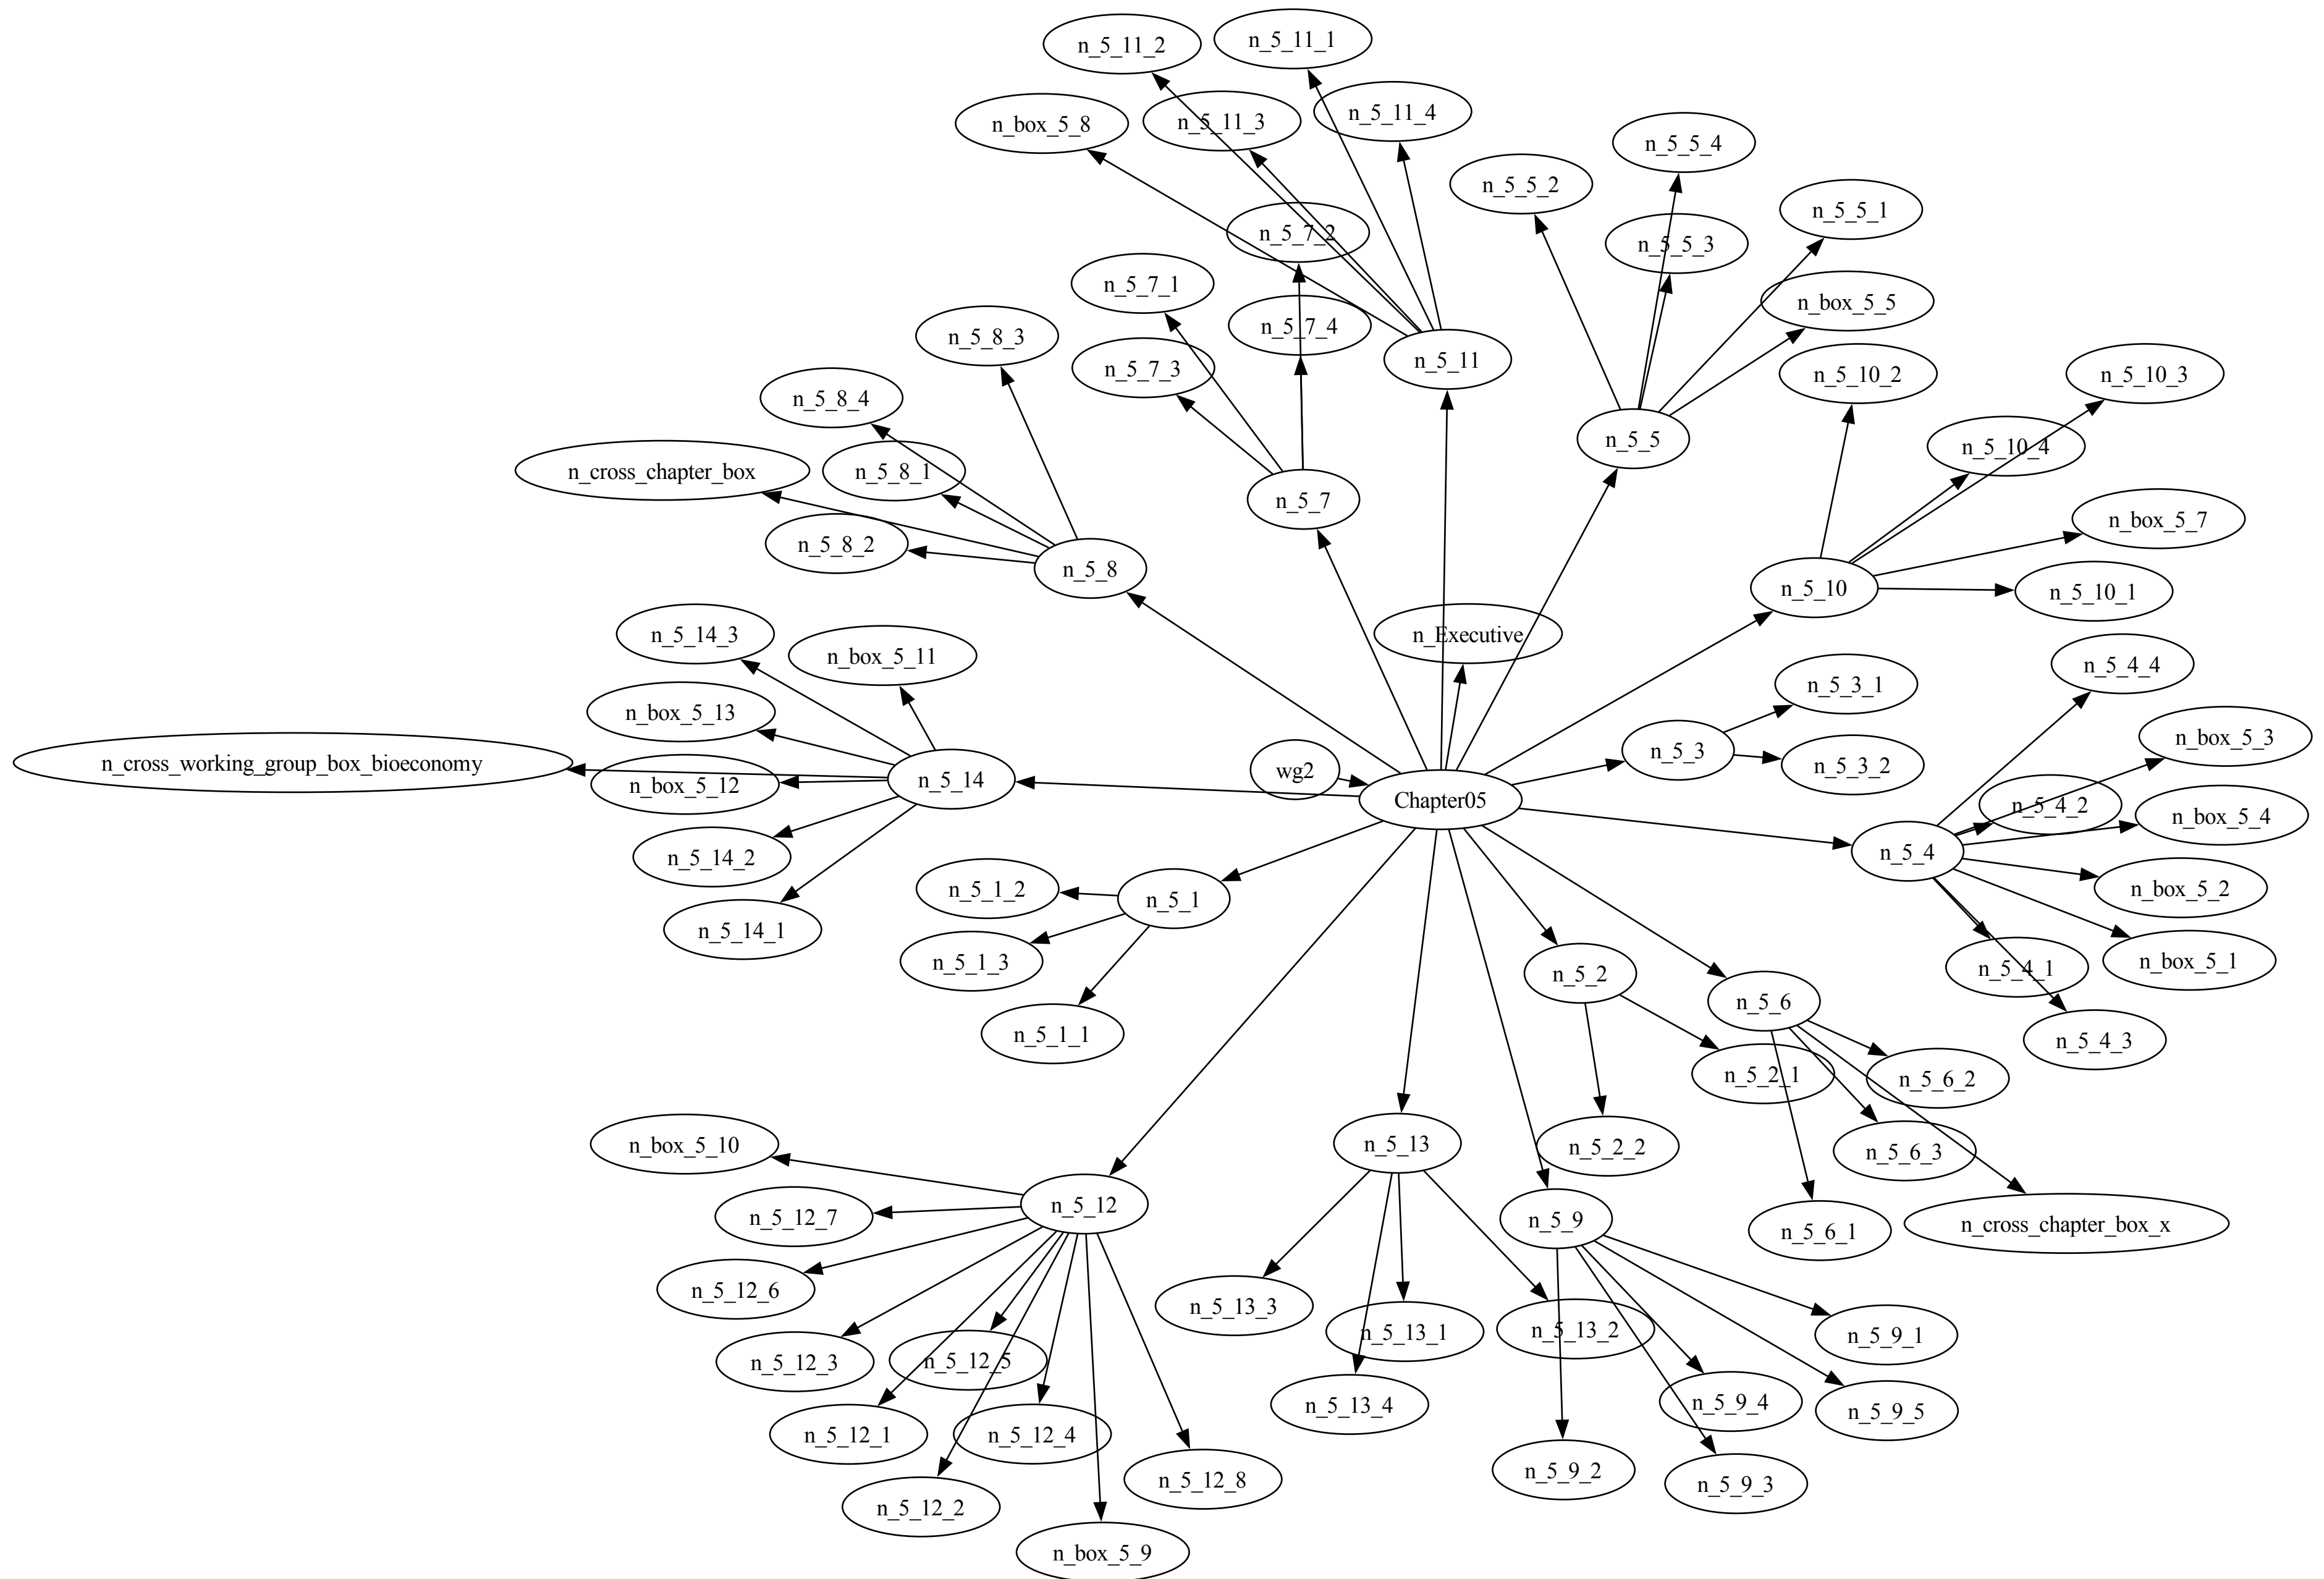 n_5_11_2
n_5_11_1
n_box_5_8
n_5_11_3
n_5_11_4
n_5_5_4
n_5_5_2
n_5_5_1
n_5_7_2
n_5_5_3
n_5_7_1
n_box_5_5
n_5_8_3
n_5_7_4
n_5_7_3
n_5_11
n_5_10_2
n_5_10_3
n_5_8_4
n_5_5
n_5_10_4
n_cross_chapter_box
n_5_8_1
n_5_7
n_box_5_7
n_5_8_2
n_5_8
n_5_10
n_5_10_1
n_5_14_3
n_box_5_11
n_Executive
n_5_4_4
n_5_3_1
n_box_5_13
n_5_3
n_box_5_3
n_cross_working_group_box_bioeconomy
n_box_5_12
n_5_14
wg2
n_5_3_2
Chapter05
n_5_4_2
n_box_5_4
n_5_14_2
n_5_4
n_5_1_2
n_5_1
n_box_5_2
n_5_14_1
n_5_1_3
n_5_2
n_5_4_1
n_box_5_1
n_5_6
n_5_1_1
n_5_4_3
n_5_2_1
n_5_6_2
n_box_5_10
n_5_13
n_5_2_2
n_5_6_3
n_5_12_7
n_5_12
n_5_9
n_5_6_1
n_cross_chapter_box_x
n_5_12_6
n_5_13_3
n_5_12_3
n_5_12_5
n_5_13_1
n_5_13_2
n_5_9_1
n_5_12_1
n_5_12_4
n_5_13_4
n_5_9_4
n_5_9_5
n_5_12_2
n_5_12_8
n_5_9_2
n_5_9_3
n_box_5_9